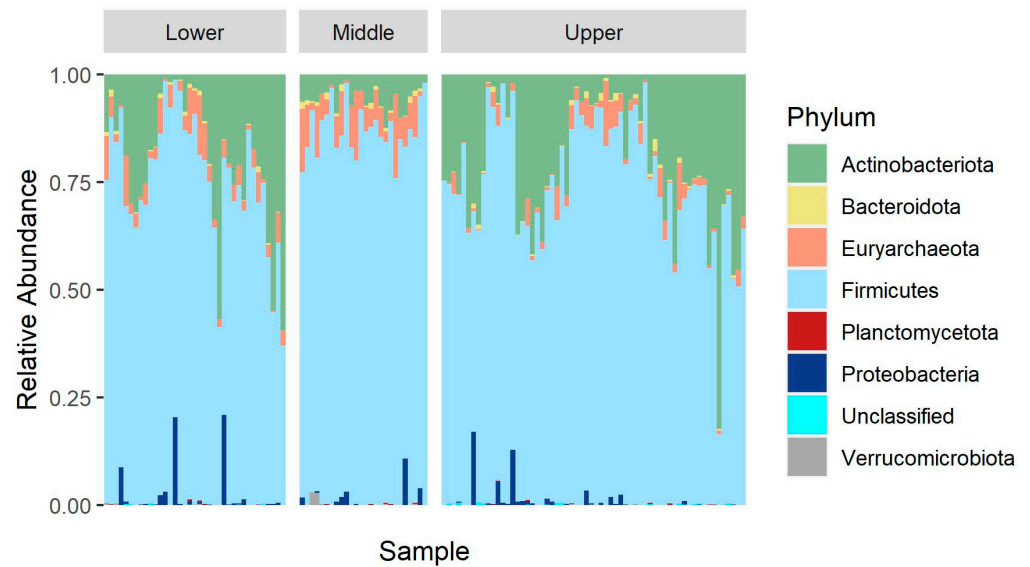 Lower
Middle
Upper
1.00
0.75
0.50
0.25
0.00
Relative Abundance
Sample
Phylum
Actinobacteriota
Bacteroidota
Euryarchaeota
Firmicutes
Planctomycetota
Proteobacteria
Unclassified
Verrucomicrobiota